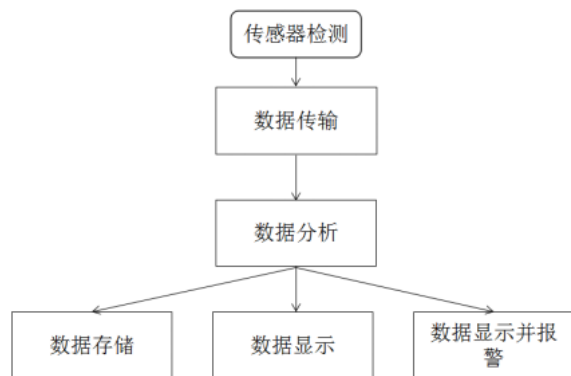 传感器检测
数据传输
数据分析
数据存储
数据显示
数据显示并报
警